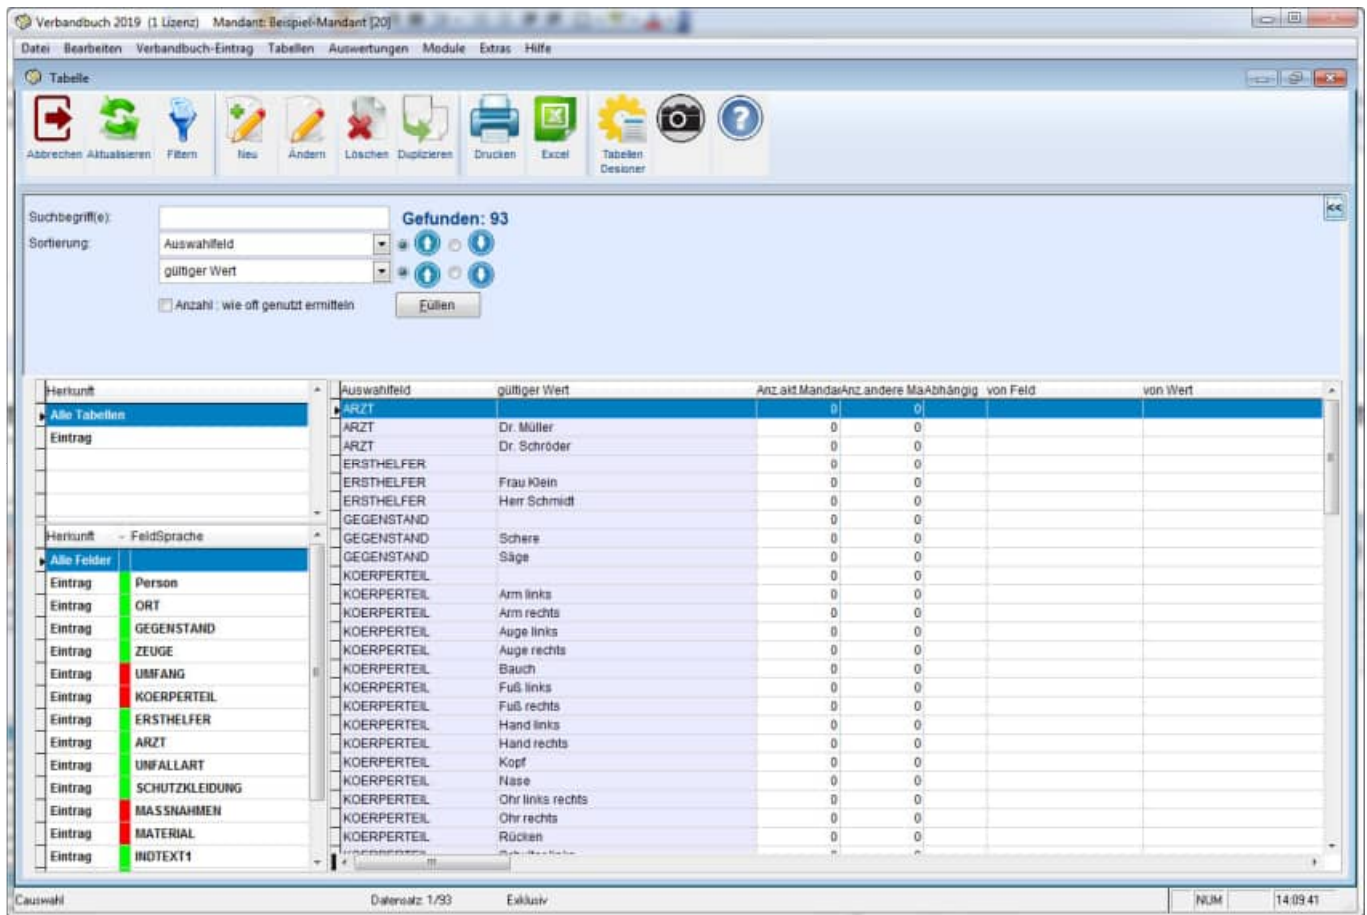 Verbandbuch 2019 (1 Lizenz) Mandant: Beispiel-Mandant [20]
Datei Bearbeiten Verbandbuch-Eintrag Tabellen Auswertungen Module Extras Hilfe
Tabelle
Abbrechen Aktualisieren Filtern Neu Ändern Löschen Duplizieren Drucken Excel Tabellen
Designer
Suchbegriff(e):
Gefunden: 93
<<
Sortierung:
Auswahlfeld
gültiger Wert
Anzahl : wie oft genutzt ermitteln
Füllen
Herkunft
Alle Tabellen
Eintrag
Herkunft - FeldSprache
Alle Felder
Eintrag Person
Eintrag ORT
Eintrag GEGENSTAND
Eintrag ZEUGE
Eintrag UMFANG
Eintrag KOERPERTEIL
Eintrag ERSTHELFER
Eintrag ARZT
Eintrag UNFALLART
Eintrag SCHUTZKLEIDUNG
Eintrag MASSNAHMEN
Eintrag MATERIAL
Eintrag INDTEXT1
Auswahlfeld gültiger Wert Anz.akt.Mandar Anz.andere Ma Abhängig von Feld von Wert
ARZT 0 0
ARZT Dr. Müller 0 0
ARZT Dr. Schröder 0 0
ERSTHELFER 0 0
ERSTHELFER Frau Klein 0 0
ERSTHELFER Herr Schmidt 0 0
GEGENSTAND 0 0
GEGENSTAND Schere 0 0
GEGENSTAND Säge 0 0
KOERPERTEIL 0 0
KOERPERTEIL Arm links 0 0
KOERPERTEIL Arm rechts 0 0
KOERPERTEIL Auge links 0 0
KOERPERTEIL Auge rechts 0 0
KOERPERTEIL Bauch 0 0
KOERPERTEIL Fuß links 0 0
KOERPERTEIL Fuß rechts 0 0
KOERPERTEIL Hand links 0 0
KOERPERTEIL Hand rechts 0 0
KOERPERTEIL Kopf 0 0
KOERPERTEIL Nase 0 0
KOERPERTEIL Ohr links rechts 0 0
KOERPERTEIL Ohr rechts 0 0
KOERPERTEIL Rücken 0 0
Causwahl Datensatz: 1/93 Exklusiv NUM 14:09:41